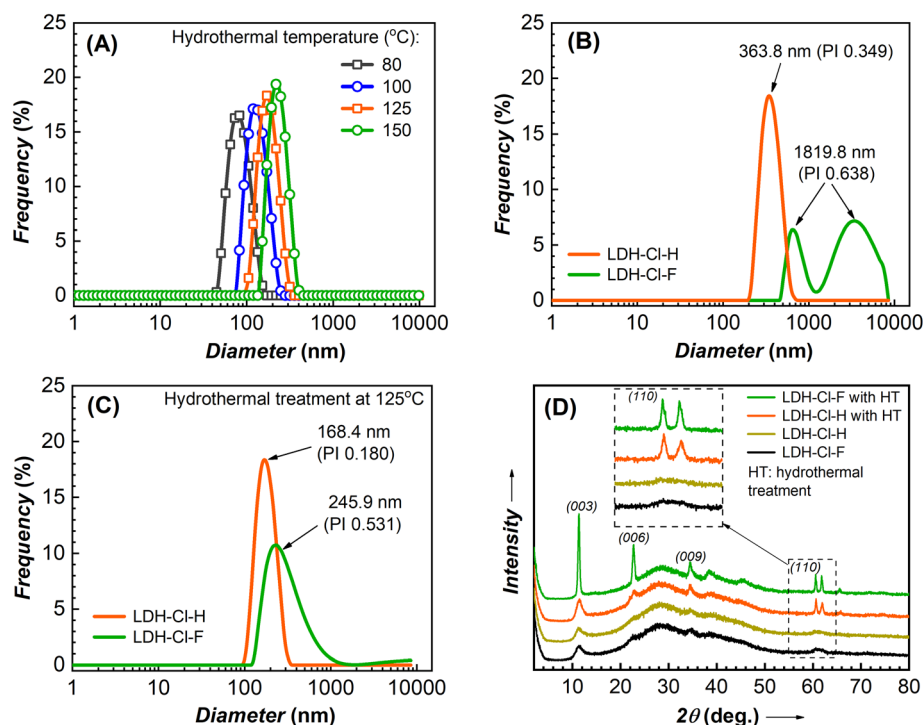 (A)
Hydrothermal temperature (°C):
80
100
125
150
25
20
15
10
5
0
Frequency (%)
1
10
100
1000
10000
Diameter (nm)
(B)
363.8 nm (PI 0.349)
1819.8 nm
(PI 0.638)
LDH-Cl-H
LDH-Cl-F
25
20
15
10
5
0
Frequency (%)
1
10
100
1000
10000
Diameter (nm)
(C)
Hydrothermal treatment at 125°C
168.4 nm
(PI 0.180)
245.9 nm
(PI 0.531)
LDH-Cl-H
LDH-Cl-F
25
20
15
10
5
0
Frequency (%)
1
10
100
1000
10000
Diameter (nm)
(D)
LDH-Cl-F with HT
LDH-Cl-H with HT
LDH-Cl-H
LDH-Cl-F
HT: hydrothermal
treatment
(110)
(003)
(006)
(009)
(110)
Intensity
10
20
30
40
50
60
70
80
2θ (deg.)